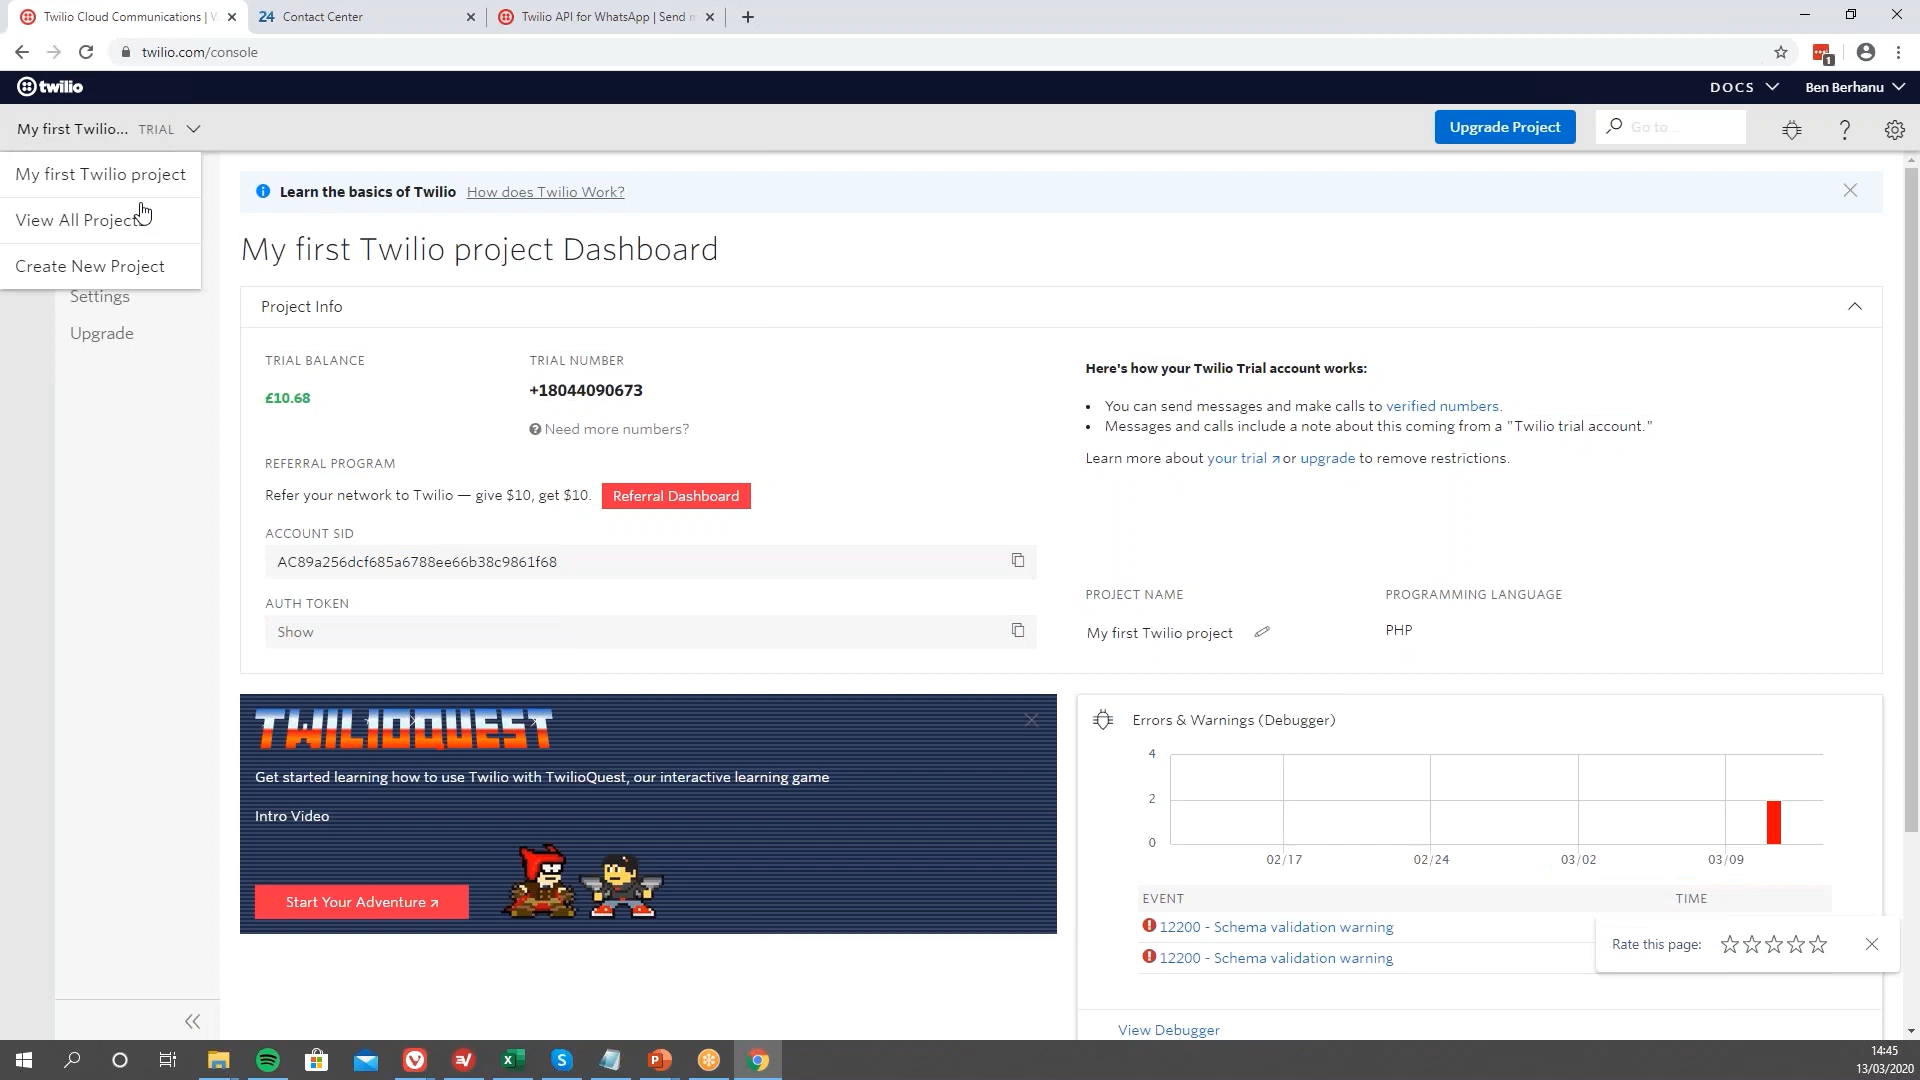 Twilio Cloud Communications | V
24 Contact Center
Twilio API for WhatsApp | Send m
twilio.com/console
1
twilio
DOCS
Ben Berhanu
My first Twilio... TRIAL
Upgrade Project
Go to...
?
My first Twilio project
View All Project
Create New Project
Settings
Upgrade
Learn the basics of Twilio How does Twilio Work?
My first Twilio project Dashboard
Project Info
TRIAL BALANCE
£10.68
TRIAL NUMBER
+18044090673
Need more numbers?
REFERRAL PROGRAM
Refer your network to Twilio — give $10, get $10. Referral Dashboard
ACCOUNT SID
AC89a256dcf685a6788ee66b38c9861f68
AUTH TOKEN
Show
Here's how your Twilio Trial account works:
• You can send messages and make calls to verified numbers.
• Messages and calls include a note about this coming from a "Twilio trial account."
Learn more about your trial or upgrade to remove restrictions.
PROJECT NAME
My first Twilio project
PROGRAMMING LANGUAGE
PHP
TWILIOQUEST
Get started learning how to use Twilio with TwilioQuest, our interactive learning game
Intro Video
Start Your Adventure
Errors & Warnings (Debugger)
4
2
0
02/17 02/24 03/02 03/09
EVENT TIME
12200 - Schema validation warning
12200 - Schema validation warning
Rate this page:
View Debugger
14:45
13/03/2020